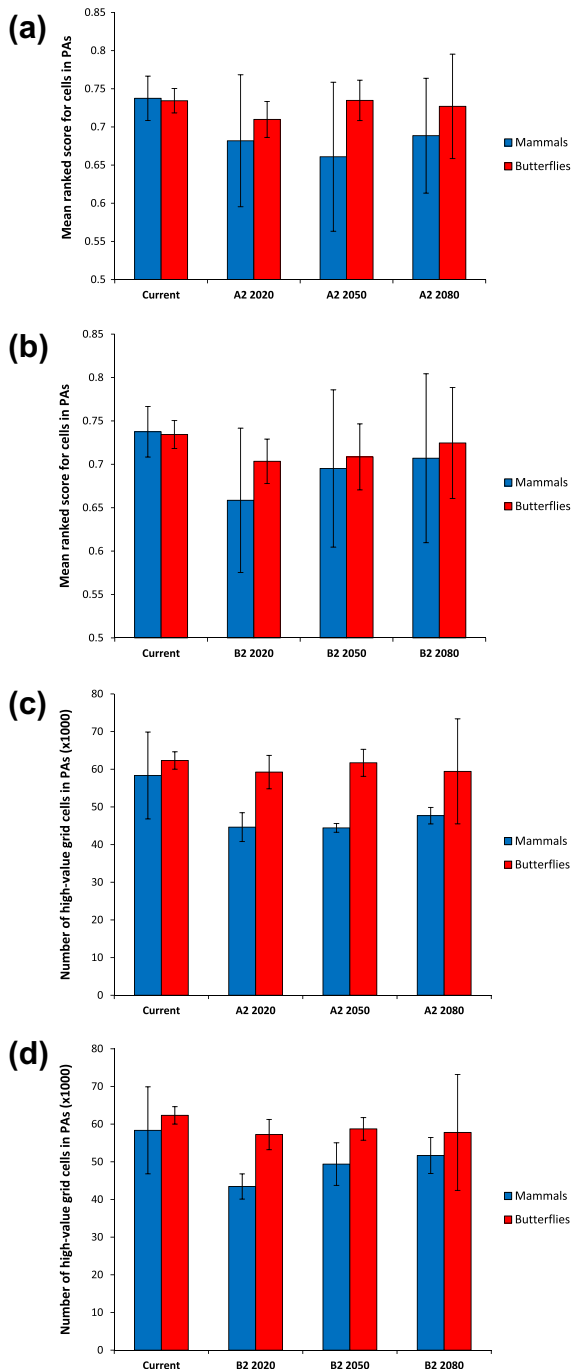 (a)
Mean ranked score for cells in PAs
0.85
0.8
0.75
0.7
0.65
0.6
0.55
0.5
Current
A2 2020
A2 2050
A2 2080
Mammals
Butterflies
(b)
Mean ranked score for cells in PAs
0.85
0.8
0.75
0.7
0.65
0.6
0.55
0.5
Current
B2 2020
B2 2050
B2 2080
Mammals
Butterflies
(c)
Number of high-value grid cells in PAs (x1000)
80
70
60
50
40
30
20
10
0
Current
A2 2020
A2 2050
A2 2080
Mammals
Butterflies
(d)
Number of high-value grid cells in PAs (x1000)
80
70
60
50
40
30
20
10
0
Current
B2 2020
B2 2050
B2 2080
Mammals
Butterflies